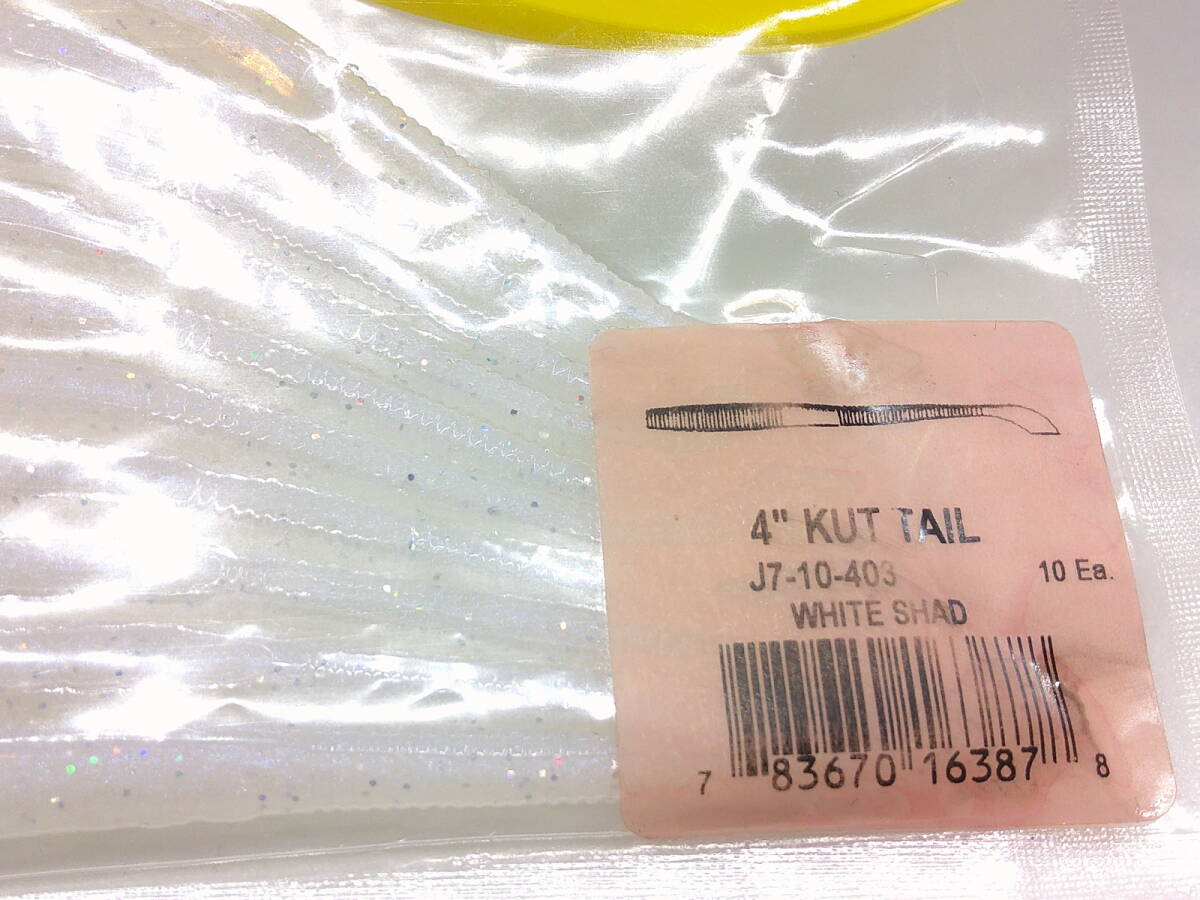 4" KUT TAIL
J7-10-403
10 Ea.
WHITE SHAD
7 83670 16387 8